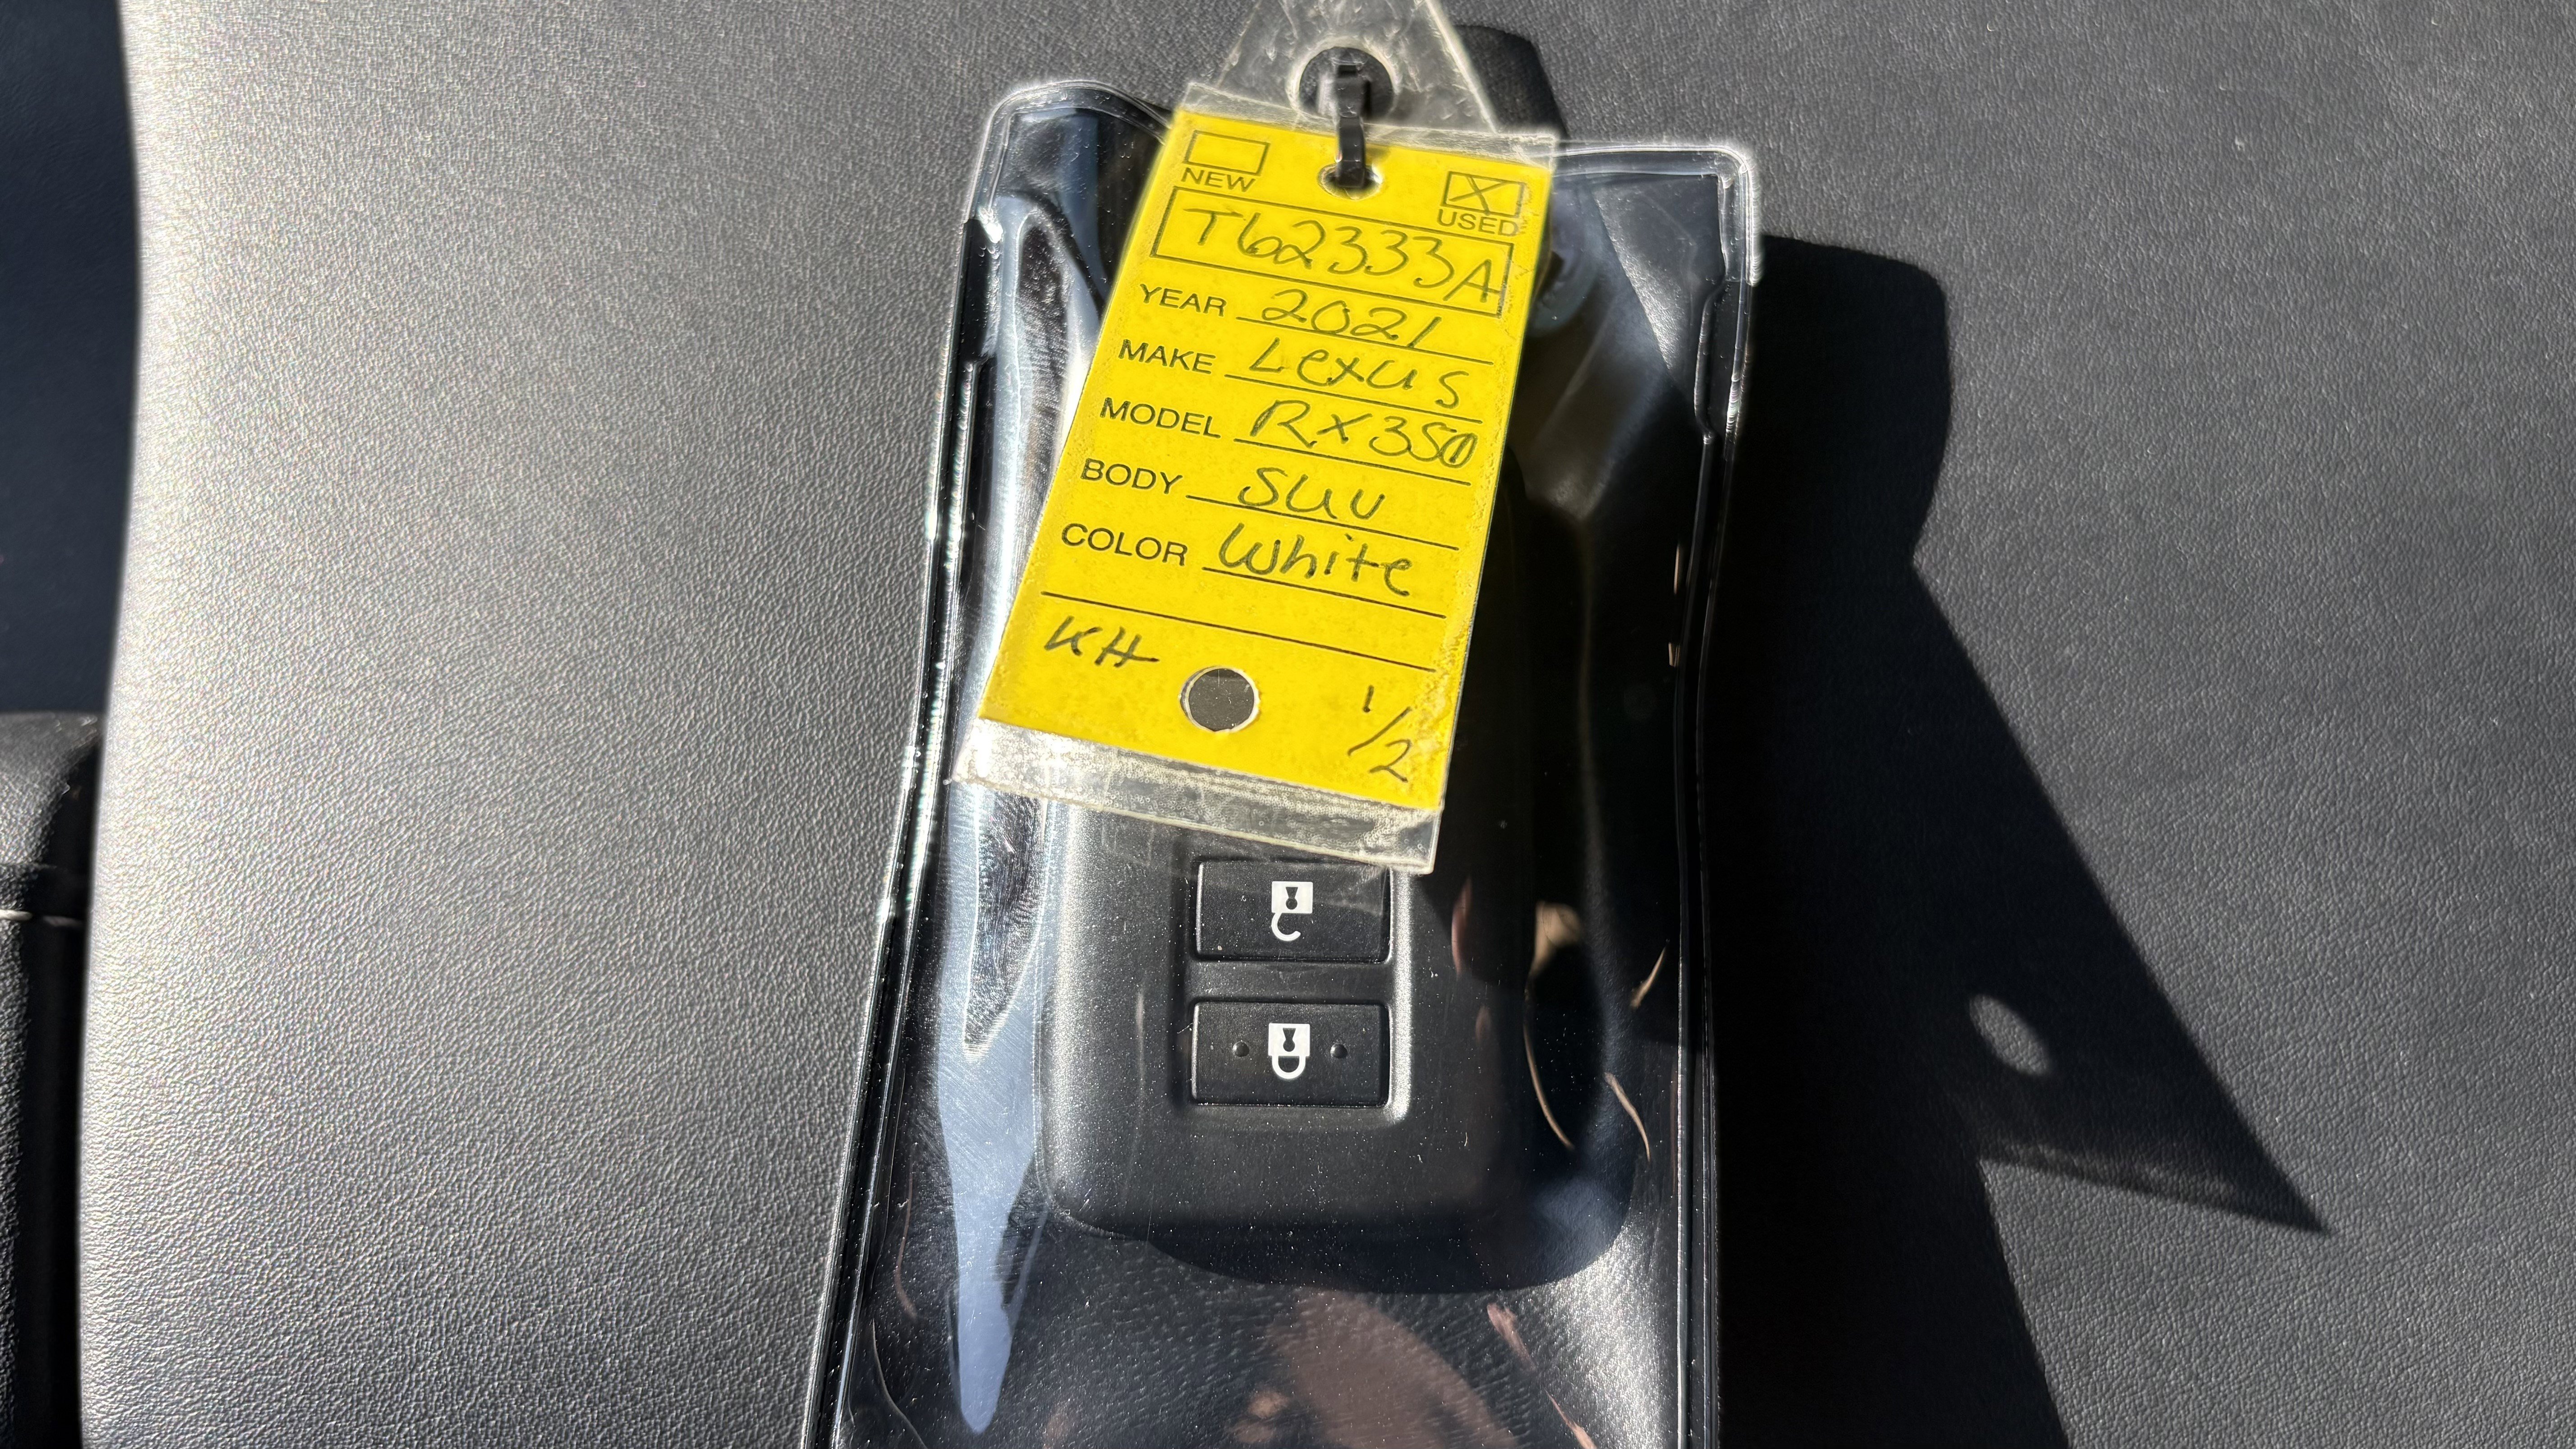 NEW
USED
T62333A
YEAR 2021
MAKE Lexus
MODEL RX350
BODY SUV
COLOR White
KH
1/2